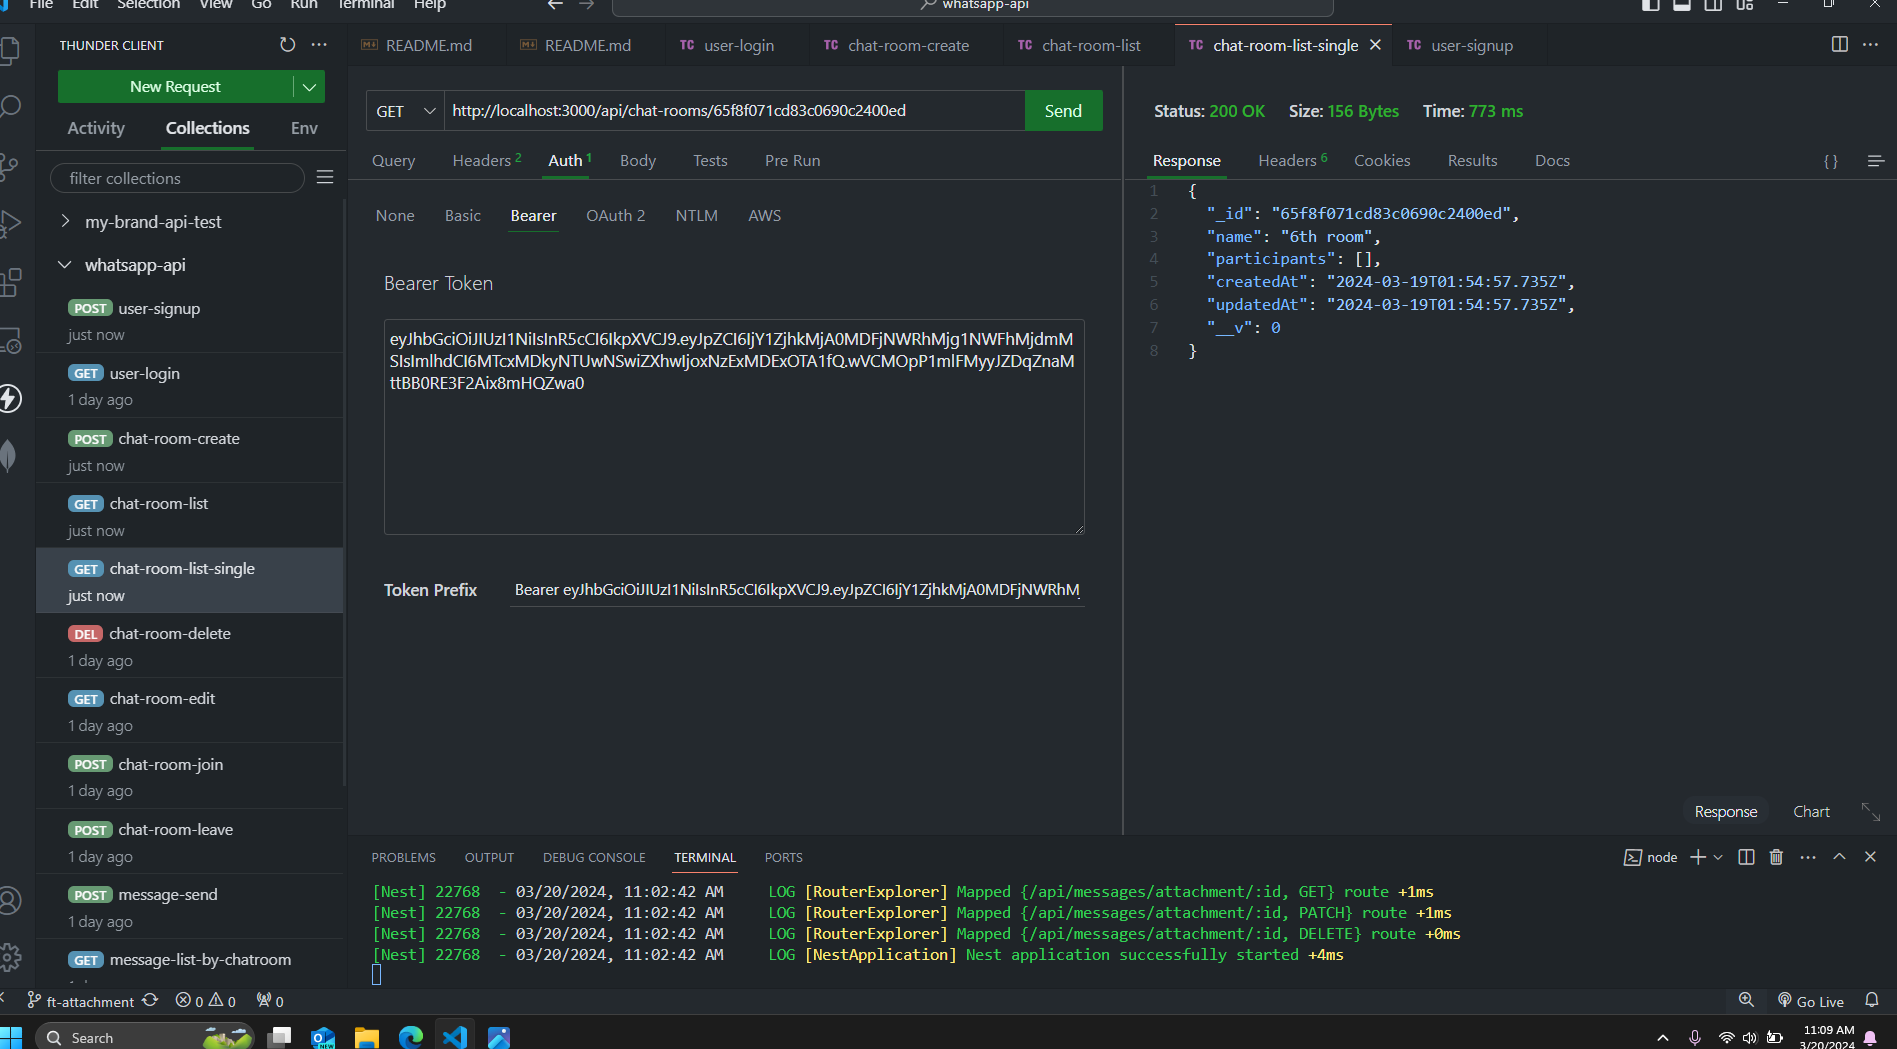 File Edit Selection View Go Run Terminal Help
whatsapp-api
THUNDER CLIENT
README.md
README.md
TC user-login
TC chat-room-create
TC chat-room-list
TC chat-room-list-single
TC user-signup
New Request
Activity Collections Env
filter collections
my-brand-api-test
whatsapp-api
POST user-signup
just now
GET user-login
1 day ago
POST chat-room-create
just now
GET chat-room-list
just now
GET chat-room-list-single
just now
DEL chat-room-delete
1 day ago
GET chat-room-edit
1 day ago
POST chat-room-join
1 day ago
POST chat-room-leave
1 day ago
POST message-send
1 day ago
GET message-list-by-chatroom
GET http://localhost:3000/api/chat-rooms/65f8f071cd83c0690c2400ed Send
Query Headers 2 Auth 1 Body Tests Pre Run
None Basic Bearer OAuth 2 NTLM AWS
Bearer Token
eyJhbGciOiJIUzI1NiIsInR5cCI6IkpXVCJ9.eyJpZCI6IjY1ZjhkMjA0MDFjNWRhMjg1NWFhMjdmM
SIsImlhdCI6MTcxMDkyNTUwNSwiZXhwIjoxNzExMDExOTA1fQ.wVCMOpP1mlFMyyJZDqZnaM
ttBB0RE3F2Aix8mHQZwa0
Token Prefix Bearer eyJhbGciOiJIUzI1NiIsInR5cCI6IkpXVCJ9.eyJpZCI6IjY1ZjhkMjA0MDFjNWRhM
Status: 200 OK Size: 156 Bytes Time: 773 ms
Response Headers 6 Cookies Results Docs { }
1 {
2 "_id": "65f8f071cd83c0690c2400ed",
3 "name": "6th room",
4 "participants": [],
5 "createdAt": "2024-03-19T01:54:57.735Z",
6 "updatedAt": "2024-03-19T01:54:57.735Z",
7 "__v": 0
8 }
Response Chart
PROBLEMS OUTPUT DEBUG CONSOLE TERMINAL PORTS
node
[Nest] 22768 - 03/20/2024, 11:02:42 AM LOG [RouterExplorer] Mapped {/api/messages/attachment/:id, GET} route +1ms
[Nest] 22768 - 03/20/2024, 11:02:42 AM LOG [RouterExplorer] Mapped {/api/messages/attachment/:id, PATCH} route +1ms
[Nest] 22768 - 03/20/2024, 11:02:42 AM LOG [RouterExplorer] Mapped {/api/messages/attachment/:id, DELETE} route +0ms
[Nest] 22768 - 03/20/2024, 11:02:42 AM LOG [NestApplication] Nest application successfully started +4ms
ft-attachment 0 0 0
Go Live
Search
NEW
11:09 AM
3/20/2024